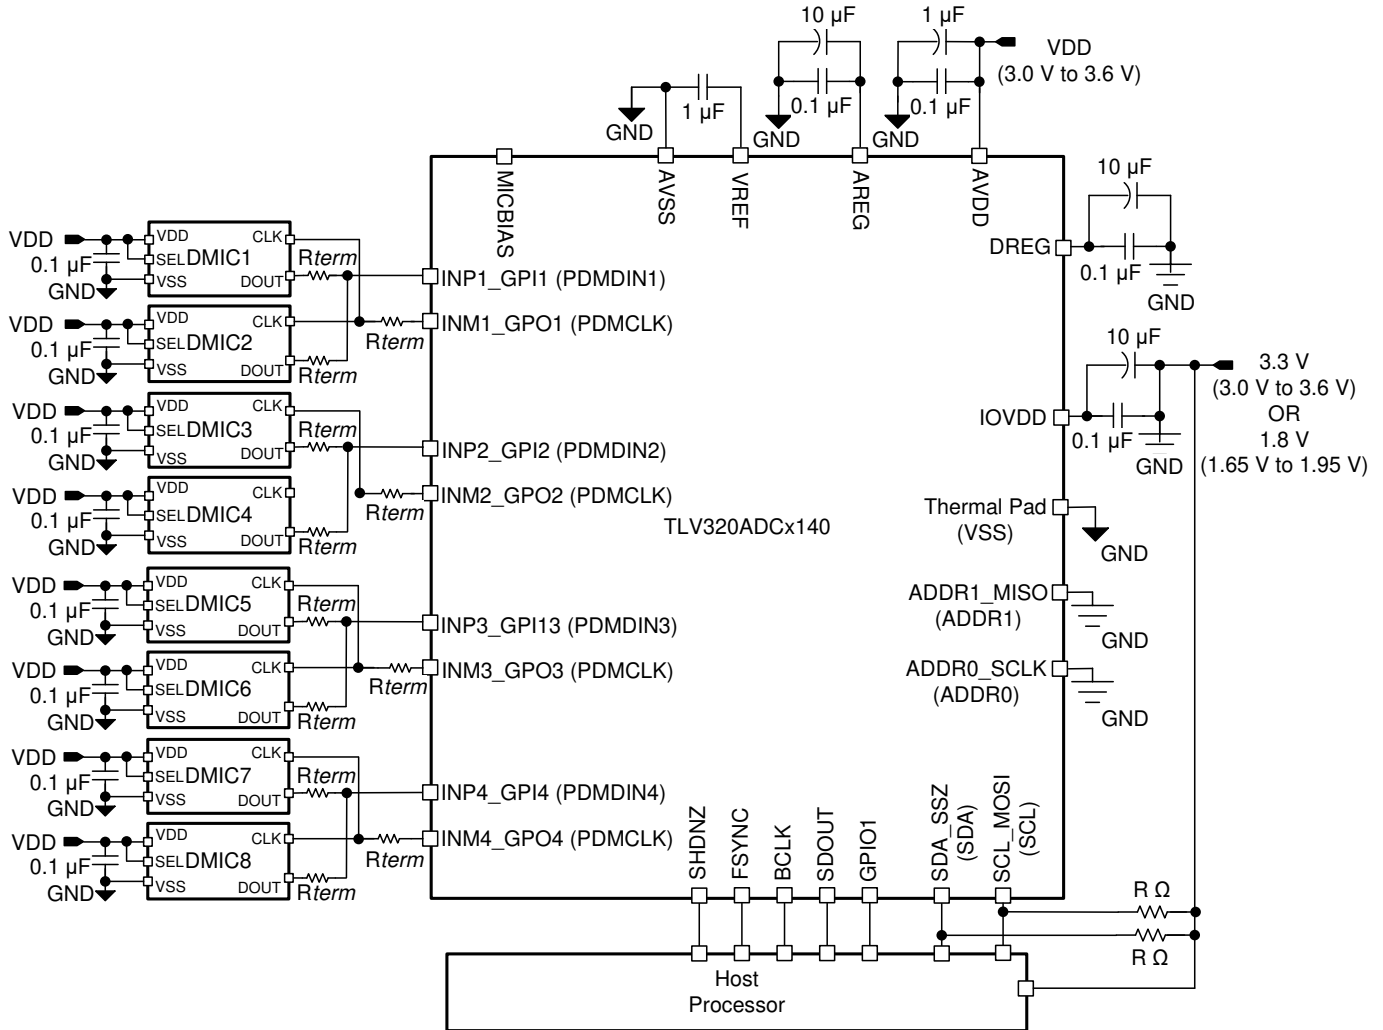 10 µF
1 µF
VDD
(3.0 V to 3.6 V)
0.1 µF
0.1 µF
1 µF
GND
GND
GND
MICBIAS
AVSS
VREF
AREG
AVDD
10 µF
DREG
0.1 µF
GND
VDD
0.1 µF
GND
VDD
SEL
VSS
DMIC1
CLK
DOUT
Rterm
INP1_GPI1 (PDMDIN1)
VDD
0.1 µF
GND
VDD
SEL
VSS
DMIC2
CLK
DOUT
Rterm
Rterm
INM1_GPO1 (PDMCLK)
10 µF
3.3 V
(3.0 V to 3.6 V)
OR
1.8 V
(1.65 V to 1.95 V)
IOVDD
0.1 µF
GND
VDD
0.1 µF
GND
VDD
SEL
VSS
DMIC3
CLK
DOUT
Rterm
INP2_GPI2 (PDMDIN2)
VDD
0.1 µF
GND
VDD
SEL
VSS
DMIC4
CLK
DOUT
Rterm
Rterm
INM2_GPO2 (PDMCLK)
TLV320ADCx140
Thermal Pad
(VSS)
GND
VDD
0.1 µF
GND
VDD
SEL
VSS
DMIC5
CLK
DOUT
Rterm
INP3_GPI13 (PDMDIN3)
ADDR1_MISO
(ADDR1)
GND
VDD
0.1 µF
GND
VDD
SEL
VSS
DMIC6
CLK
DOUT
Rterm
Rterm
INM3_GPO3 (PDMCLK)
ADDR0_SCLK
(ADDR0)
GND
VDD
0.1 µF
GND
VDD
SEL
VSS
DMIC7
CLK
DOUT
Rterm
INP4_GPI4 (PDMDIN4)
VDD
0.1 µF
GND
VDD
SEL
VSS
DMIC8
CLK
DOUT
Rterm
Rterm
INM4_GPO4 (PDMCLK)
SHDNZ
FSYNC
BCLK
SDOUT
GPIO1
SDA_SSZ
(SDA)
SCL_MOSI
(SCL)
R Ω
R Ω
Host
Processor